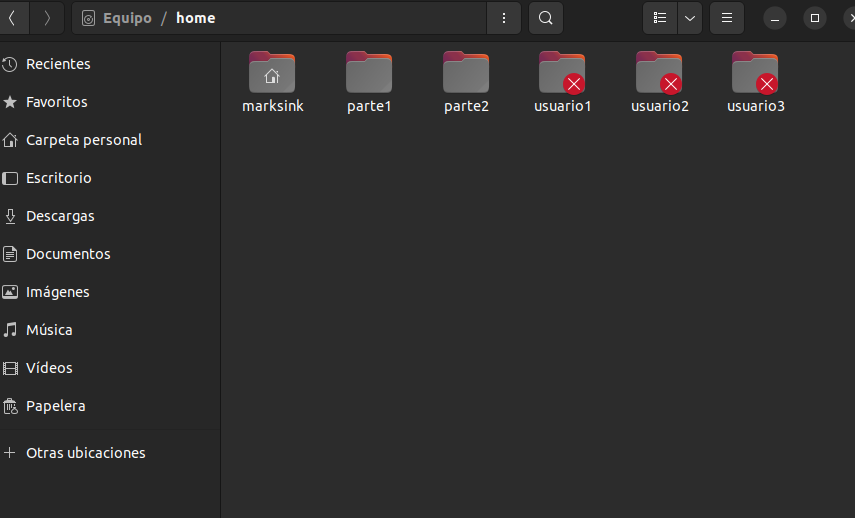 Equipo / home
marksink
parte1
parte2
usuario1
usuario2
usuario3
Recientes
Favoritos
Carpeta personal
Escritorio
Descargas
Documentos
Imágenes
Música
Vídeos
Papelera
Otras ubicaciones